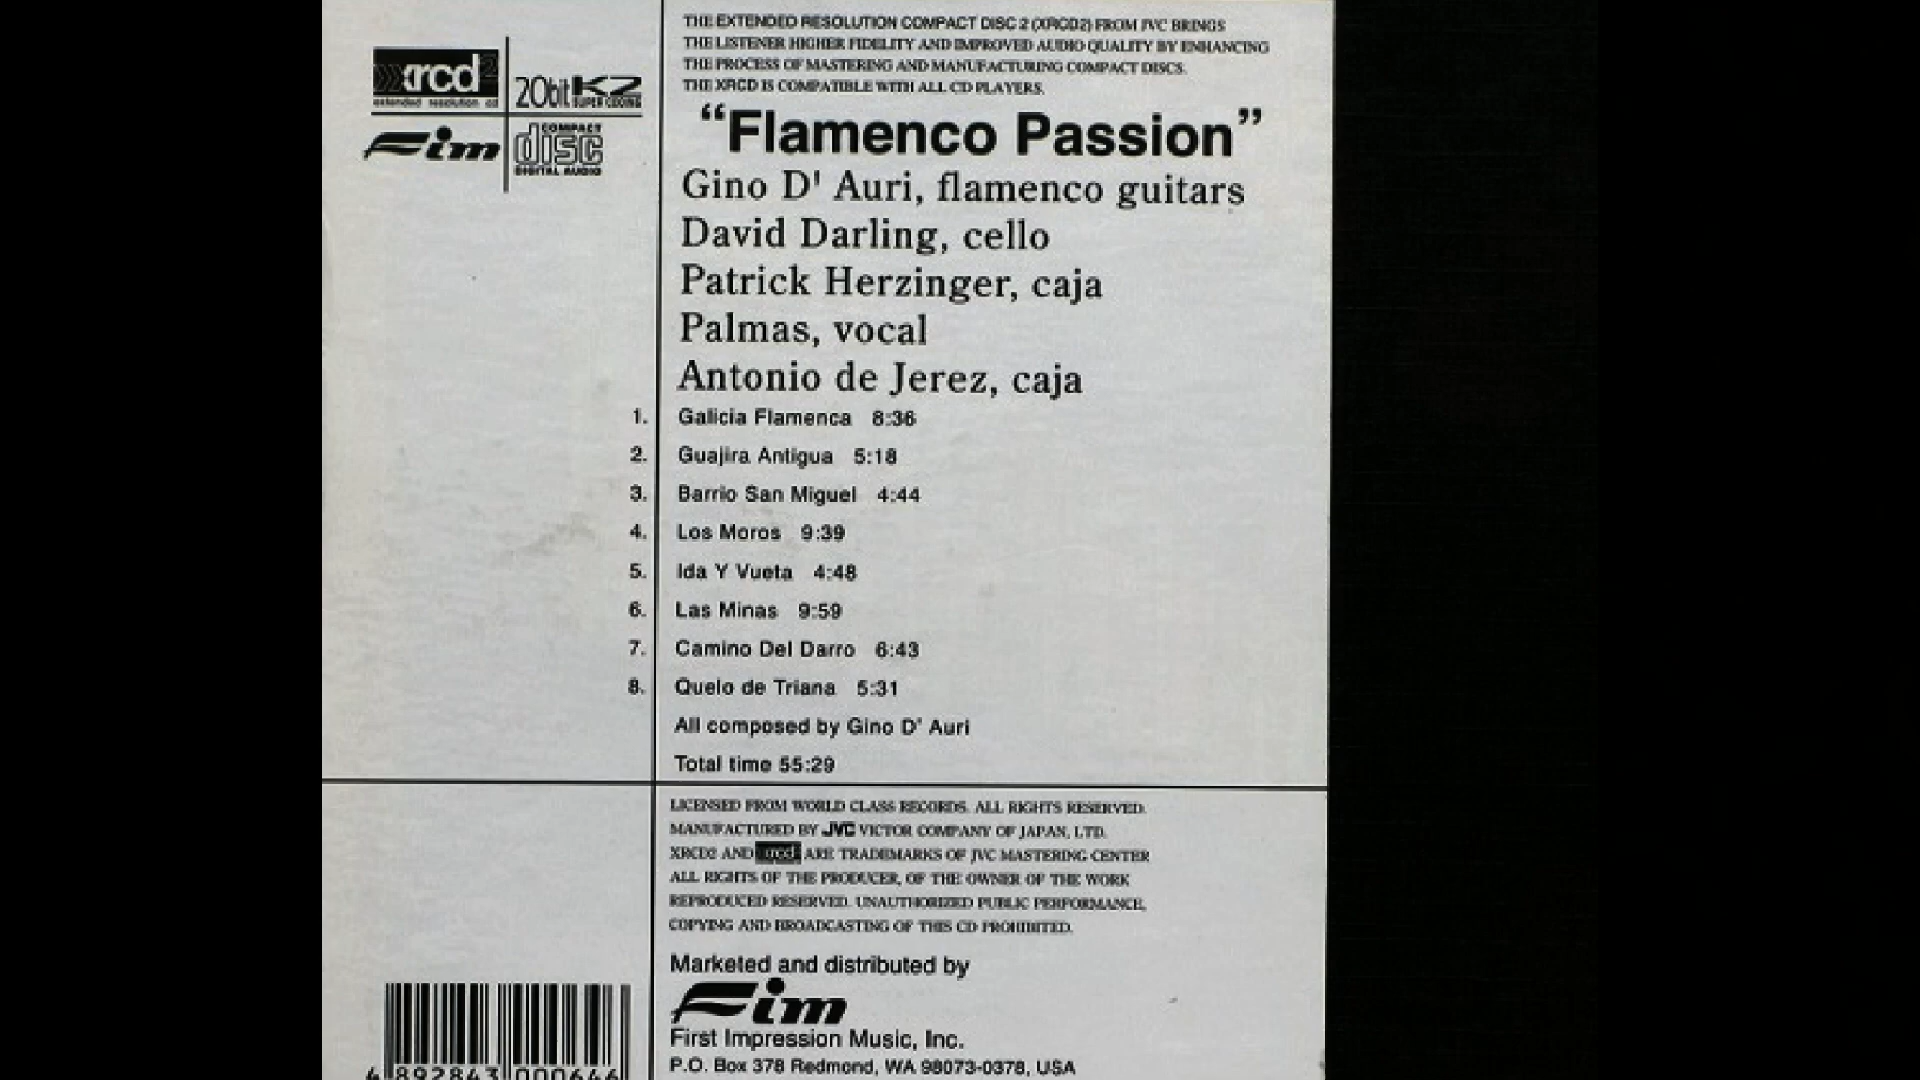 THE EXTENDED RESOLUTION COMPACT DISC 2 (XRCD2) FROM JVC BRINGS
THE LISTENER HIGHER FIDELITY AND IMPROVED AUDIO QUALITY BY ENHANCING
THE PROCESS OF MASTERING AND MANUFACTURING COMPACT DISCS.
THE XRCD IS COMPATIBLE WITH ALL CD PLAYERS.
xrcd2
extended resolution cd
20bit K2
SUPER CODING
Fim
COMPACT
disc
DIGITAL AUDIO
“Flamenco Passion”
Gino D' Auri, flamenco guitars
David Darling, cello
Patrick Herzinger, caja
Palmas, vocal
Antonio de Jerez, caja
1. Galicia Flamenca 8:36
2. Guajira Antigua 5:18
3. Barrio San Miguel 4:44
4. Los Moros 9:39
5. Ida Y Vueta 4:48
6. Las Minas 9:59
7. Camino Del Darro 6:43
8. Quelo de Triana 5:31
All composed by Gino D' Auri
Total time 55:29
LICENSED FROM WORLD CLASS RECORDS. ALL RIGHTS RESERVED.
MANUFACTURED BY JVC VICTOR COMPANY OF JAPAN, LTD.
XRCD2 AND xrcd ARE TRADEMARKS OF JVC MASTERING CENTER
ALL RIGHTS OF THE PRODUCER, OF THE OWNER OF THE WORK
REPRODUCED RESERVED. UNAUTHORIZED PUBLIC PERFORMANCE,
COPYING AND BROADCASTING OF THIS CD PROHIBITED.
Marketed and distributed by
Fim
First Impression Music, Inc.
P.O. Box 378 Redmond, WA 98073-0378, USA
4 892843 000646